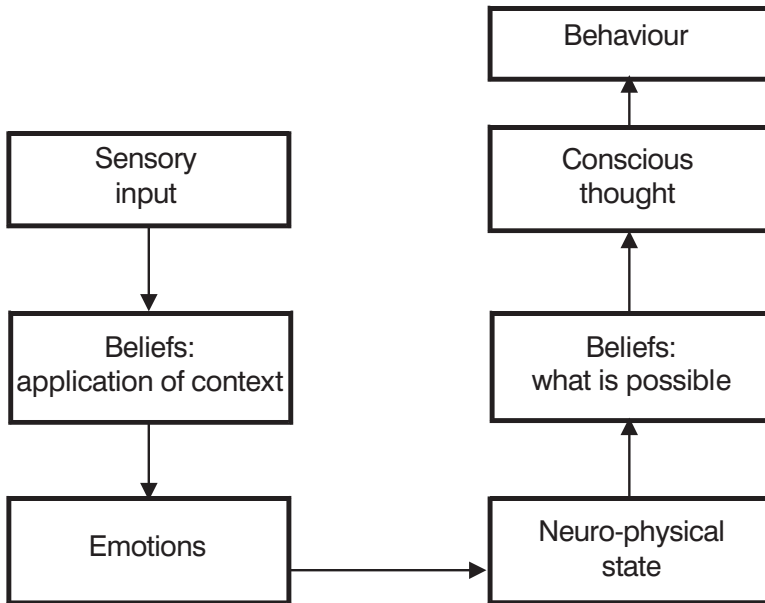 Behaviour
Sensory
input
Conscious
thought
Beliefs:
application of context
Beliefs:
what is possible
Emotions
Neuro-physical
state